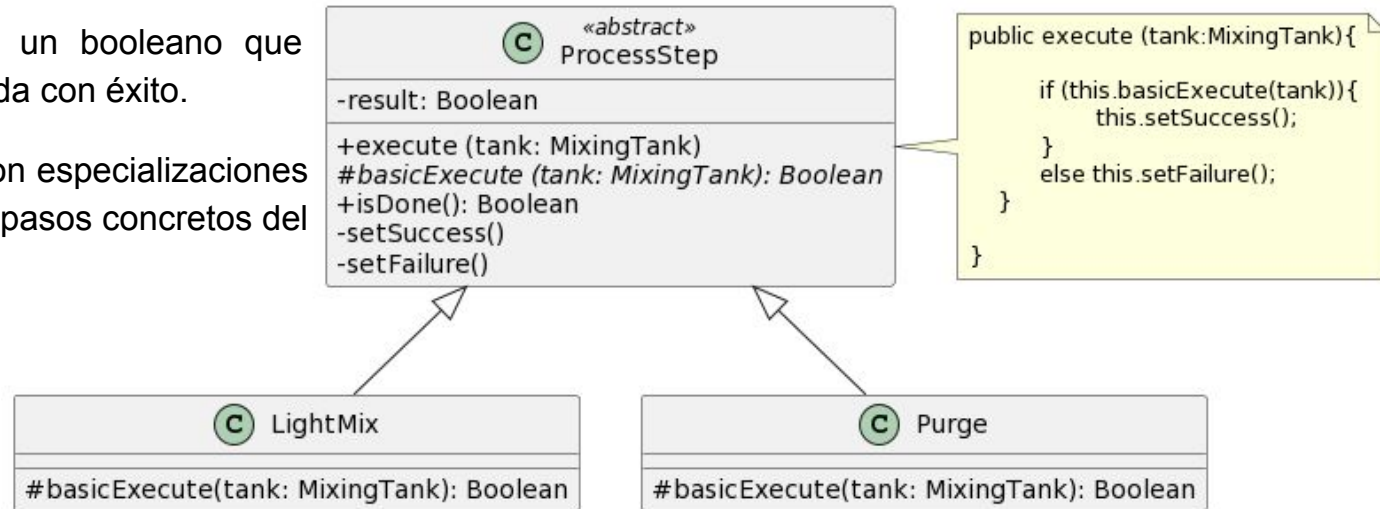 un booleano que
da con éxito.
on especializaciones
pasos concretos del
C «abstract»
ProcessStep
-result: Boolean
+execute (tank: MixingTank)
#basicExecute (tank: MixingTank): Boolean
+isDone(): Boolean
-setSuccess()
-setFailure()
public execute (tank:MixingTank){
if (this.basicExecute(tank)){
this.setSuccess();
}
else this.setFailure();
}
}
C LightMix
#basicExecute(tank: MixingTank): Boolean
C Purge
#basicExecute(tank: MixingTank): Boolean